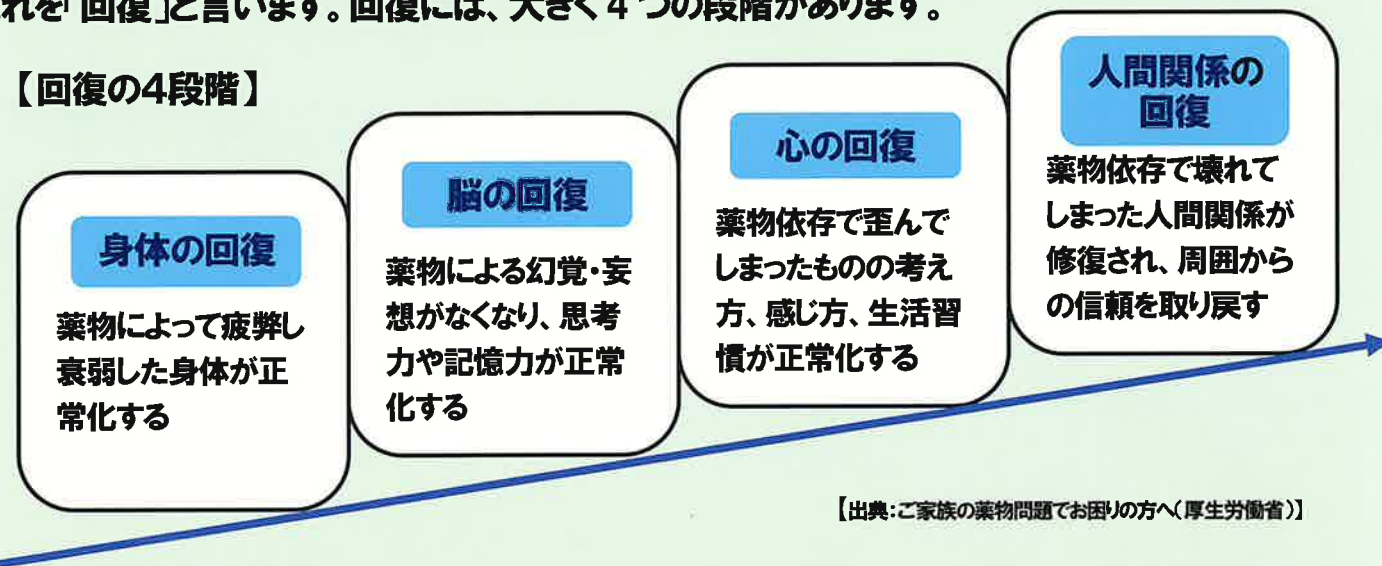 れを「回復」と言います。回復には、大きく4つの段階があります。
【回復の4段階】
身体の回復
薬物によって疲弊し
衰弱した身体が正
常化する
脳の回復
薬物による幻覚・妄
想がなくなり、思考
力や記憶力が正常
化する
心の回復
薬物依存で歪んで
しまったものの考え
方、感じ方、生活習
慣が正常化する
人間関係の
回復
薬物依存で壊れて
しまった人間関係が
修復され、周囲から
の信頼を取り戻す
【出典:ご家族の薬物問題でお困りの方へ(厚生労働省)】